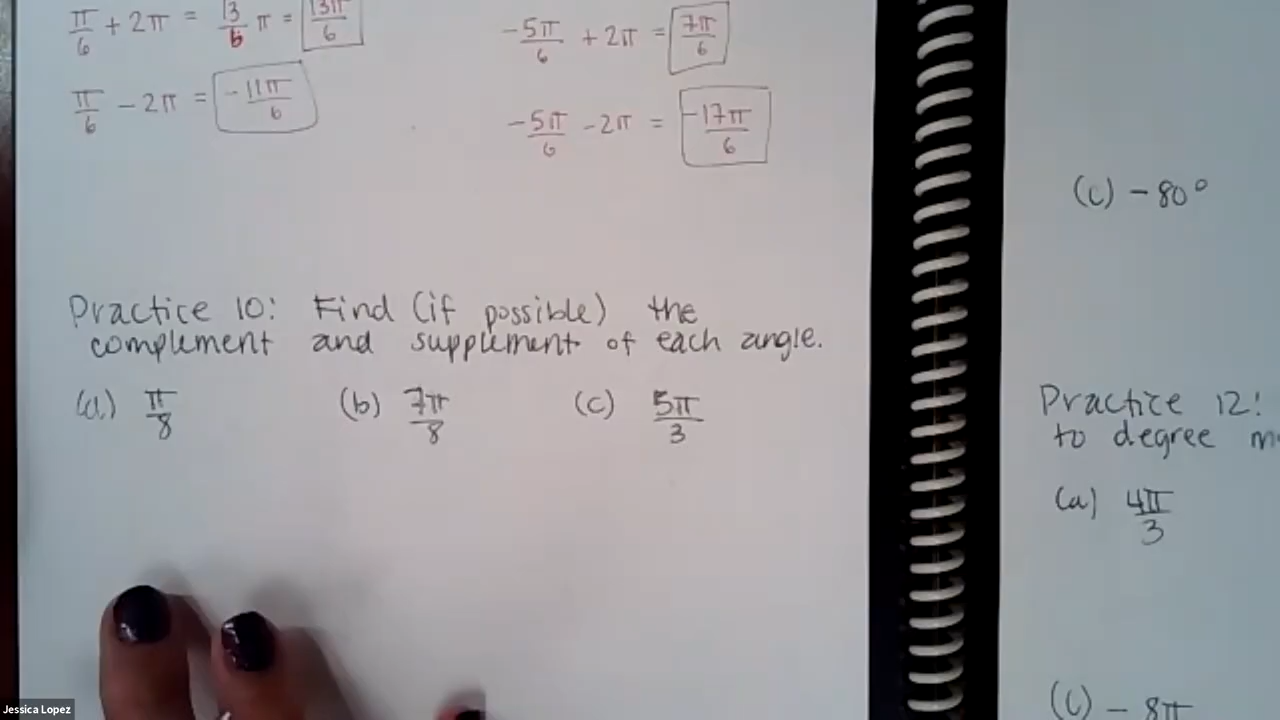 π/6 + 2π = 13/6 π = 13π/6
-5π/6 + 2π = 7π/6
π/6 - 2π = -11π/6
-5π/6 - 2π = -17π/6
Practice 10: Find (if possible) the
complement and supplement of each angle.
(a) π/8 (b) 7π/8 (c) 5π/3
(c) -80°
Practice 12:
to degree
(a) 4π/3
(c) -8π
Jessica Lopez